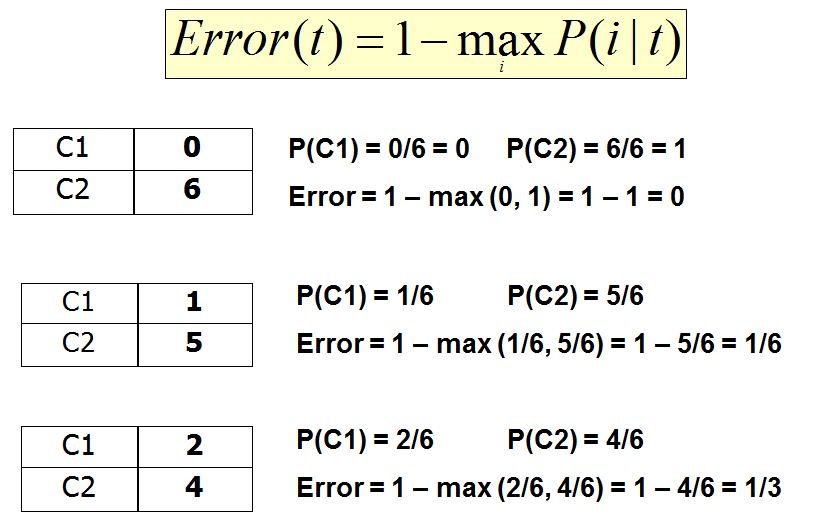 Error(t) = 1 − max P(i | t)
i
C1 0
C2 6
P(C1) = 0/6 = 0 P(C2) = 6/6 = 1
Error = 1 – max (0, 1) = 1 – 1 = 0
C1 1
C2 5
P(C1) = 1/6 P(C2) = 5/6
Error = 1 – max (1/6, 5/6) = 1 – 5/6 = 1/6
C1 2
C2 4
P(C1) = 2/6 P(C2) = 4/6
Error = 1 – max (2/6, 4/6) = 1 – 4/6 = 1/3